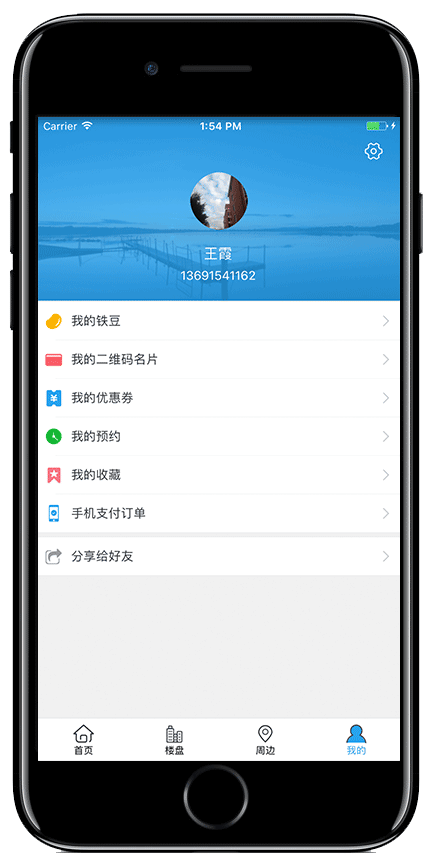 Carrier 1:54 PM
王霞
13691541162
我的铁豆
我的二维码名片
我的优惠券
我的预约
我的收藏
手机支付订单
分享给好友
首页 楼盘 周边 我的